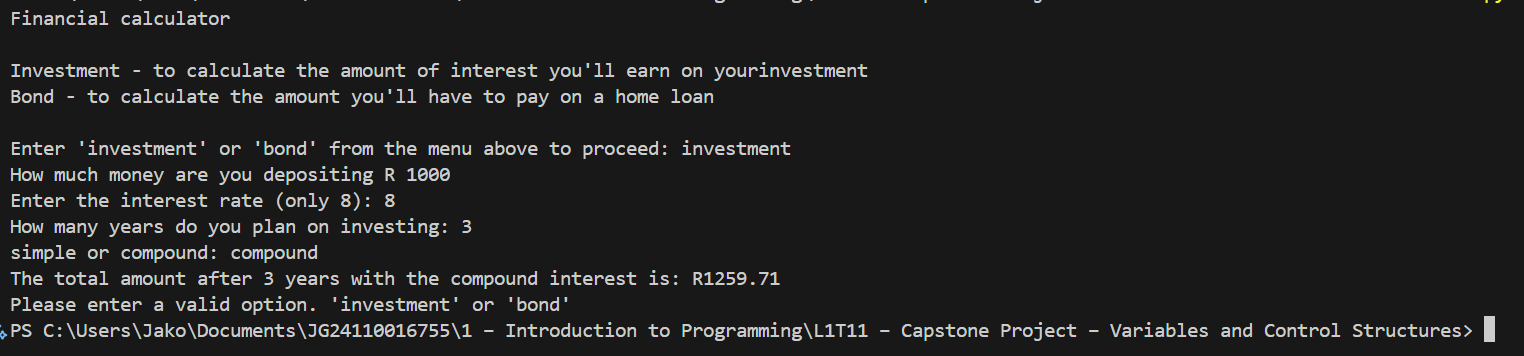 Financial calculator
Investment - to calculate the amount of interest you'll earn on yourinvestment
Bond - to calculate the amount you'll have to pay on a home loan
Enter 'investment' or 'bond' from the menu above to proceed: investment
How much money are you depositing R 1000
Enter the interest rate (only 8): 8
How many years do you plan on investing: 3
simple or compound: compound
The total amount after 3 years with the compound interest is: R1259.71
Please enter a valid option. 'investment' or 'bond'
PS C:\Users\Jako\Documents\JG24110016755\1 – Introduction to Programming\L1T11 – Capstone Project – Variables and Control Structures>